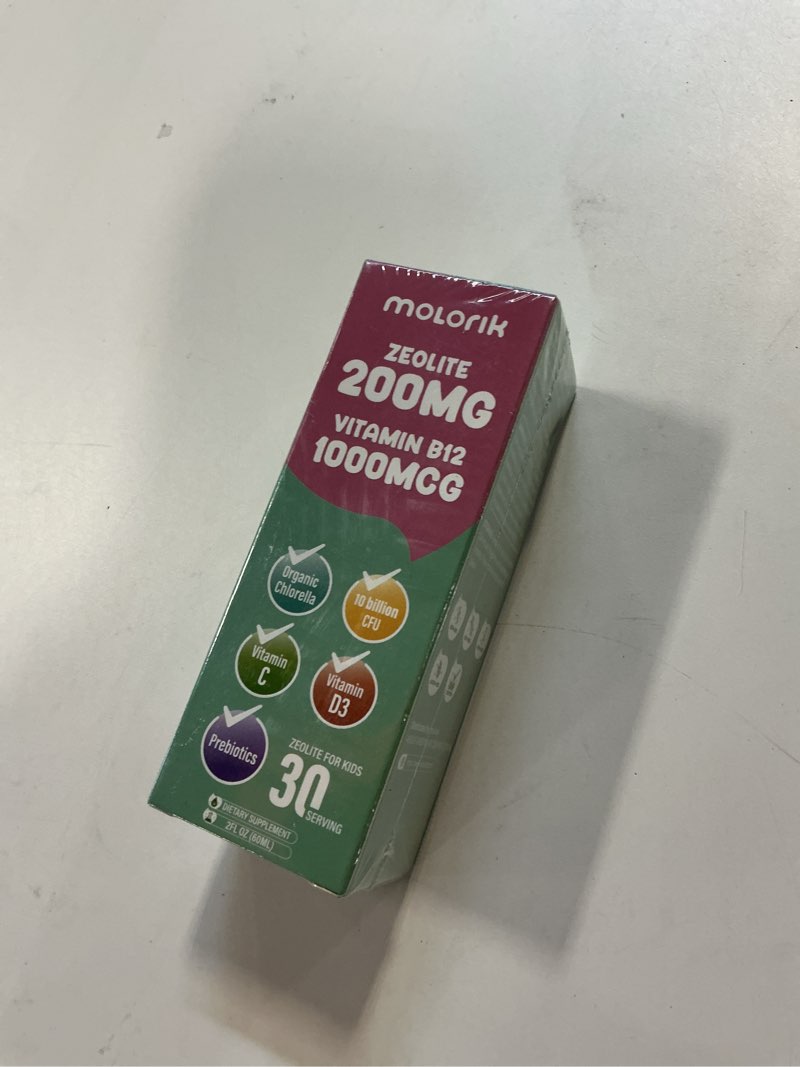 molorik
ZEOLITE
200MG
VITAMIN B12
1000MCG
Organic
Chlorella
10 billion
CFU
Vitamin
C
Vitamin
D3
Prebiotics
ZEOLITE FOR KIDS
30
SERVING
DIETARY SUPPLEMENT
2FL OZ (60ML)